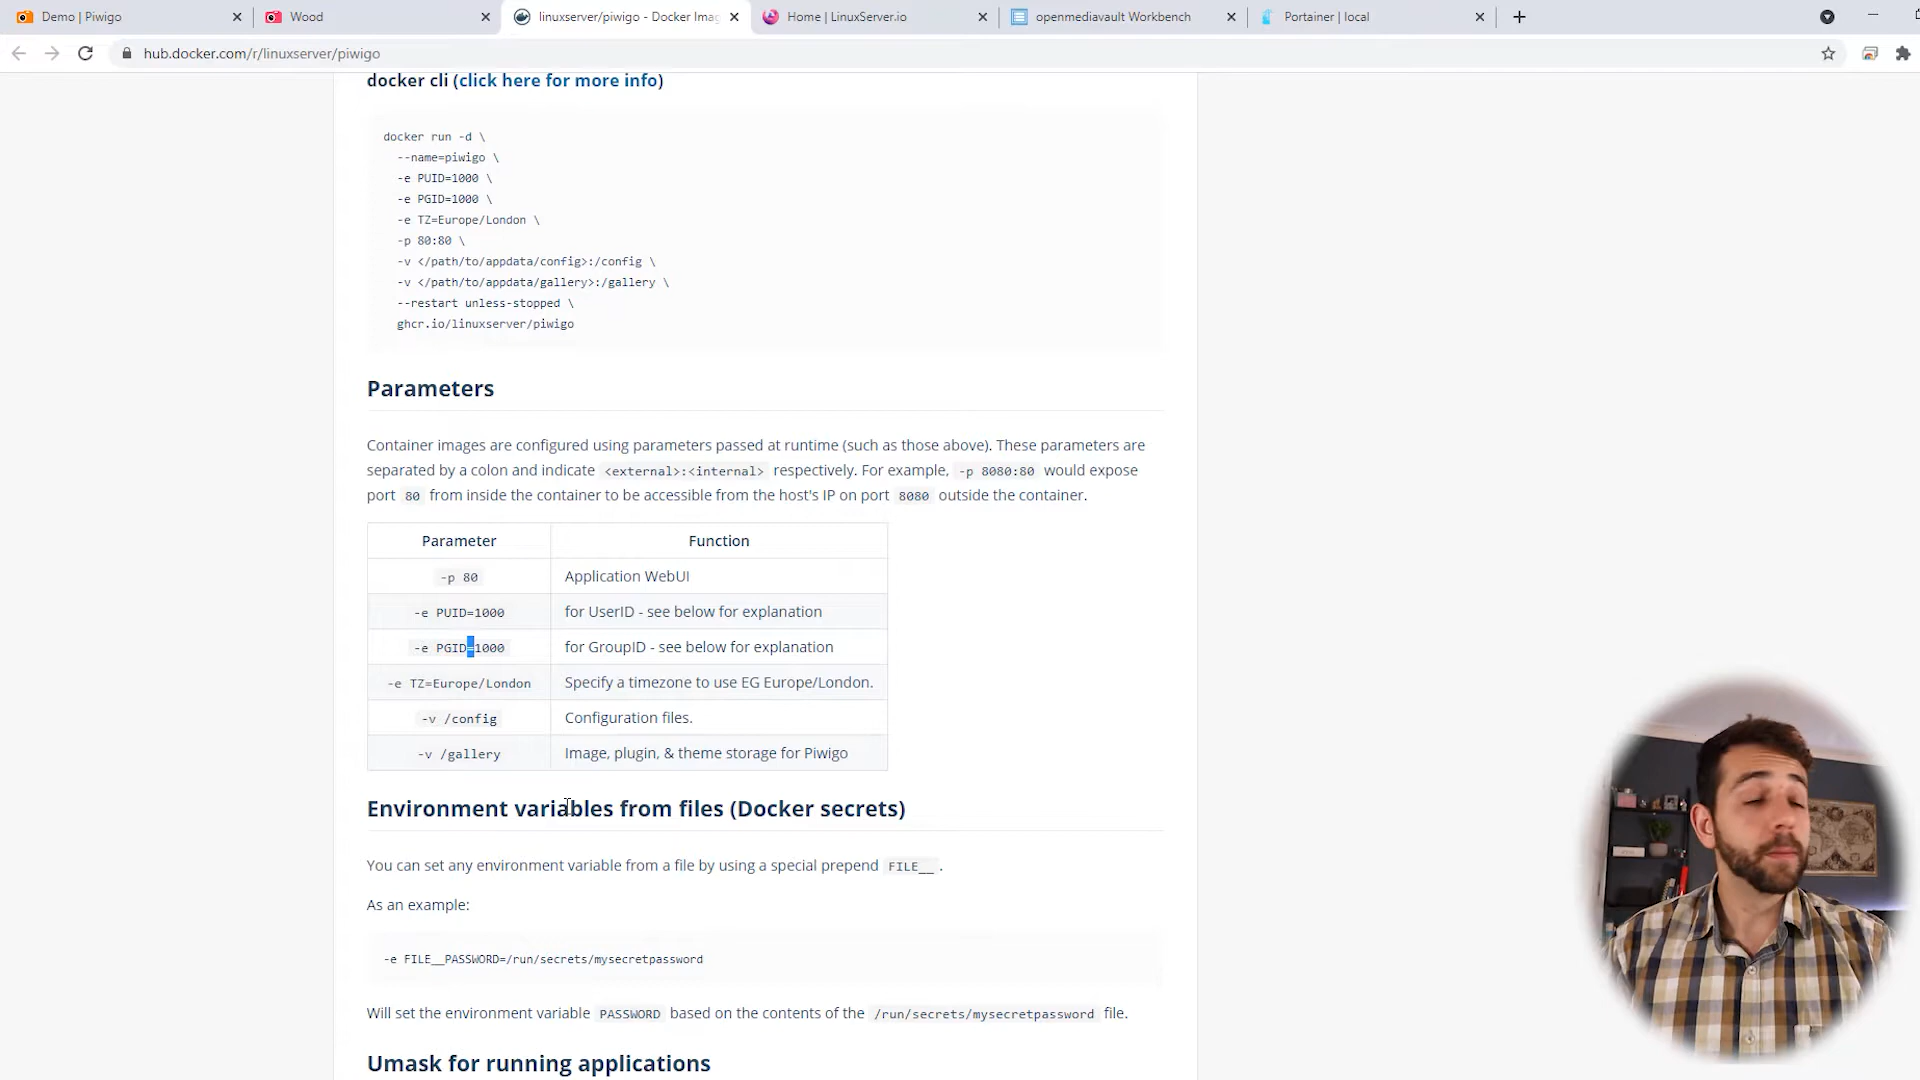 Demo | Piwigo
Wood
linuxserver/piwigo - Docker Imag
Home | LinuxServer.io
openmediavault Workbench
Portainer | local
hub.docker.com/r/linuxserver/piwigo
docker cli (click here for more info)
docker run -d \
--name=piwigo \
-e PUID=1000 \
-e PGID=1000 \
-e TZ=Europe/London \
-p 80:80 \
-v </path/to/appdata/config>:/config \
-v </path/to/appdata/gallery>:/gallery \
--restart unless-stopped \
ghcr.io/linuxserver/piwigo
Parameters
Container images are configured using parameters passed at runtime (such as those above). These parameters are
separated by a colon and indicate <external>:<internal> respectively. For example, -p 8080:80 would expose
port 80 from inside the container to be accessible from the host's IP on port 8080 outside the container.
Parameter Function
-p 80 Application WebUI
-e PUID=1000 for UserID - see below for explanation
-e PGID=1000 for GroupID - see below for explanation
-e TZ=Europe/London Specify a timezone to use EG Europe/London.
-v /config Configuration files.
-v /gallery Image, plugin, & theme storage for Piwigo
Environment variables from files (Docker secrets)
You can set any environment variable from a file by using a special prepend FILE__ .
As an example:
-e FILE__PASSWORD=/run/secrets/mysecretpassword
Will set the environment variable PASSWORD based on the contents of the /run/secrets/mysecretpassword file.
Umask for running applications